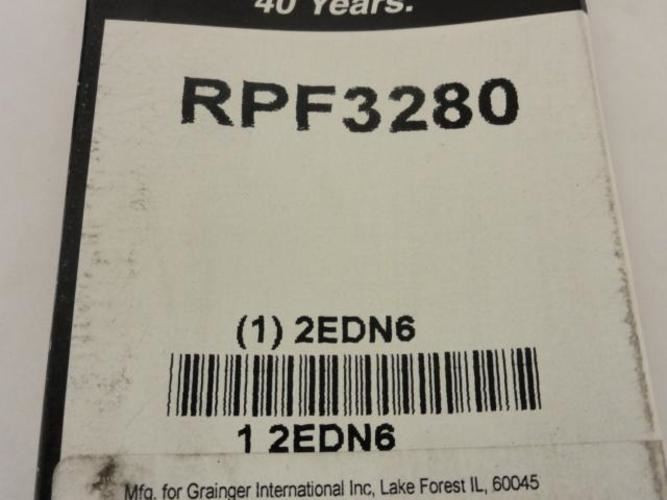 40 Years.
RPF3280
(1) 2EDN6
1 2EDN6
Mfg. for Grainger International Inc, Lake Forest IL, 60045